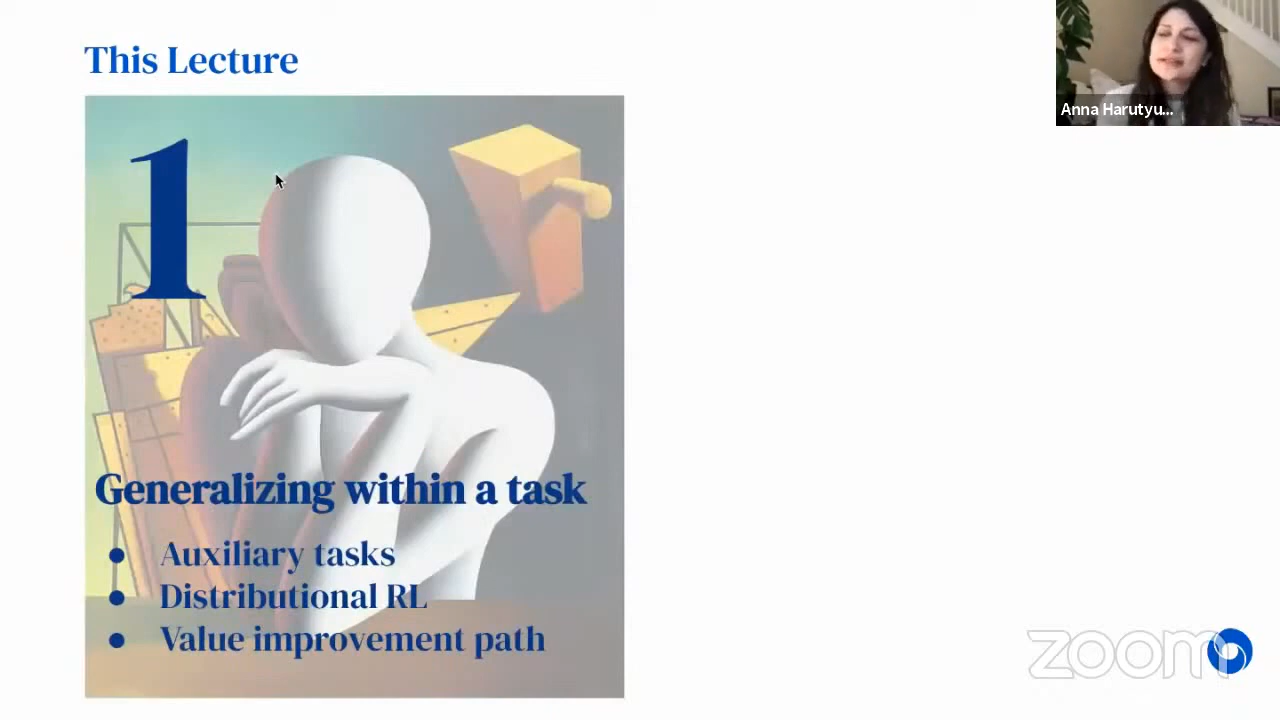 This Lecture
1
Generalizing within a task
● Auxiliary tasks
● Distributional RL
● Value improvement path
Anna Harutyu...
zoom